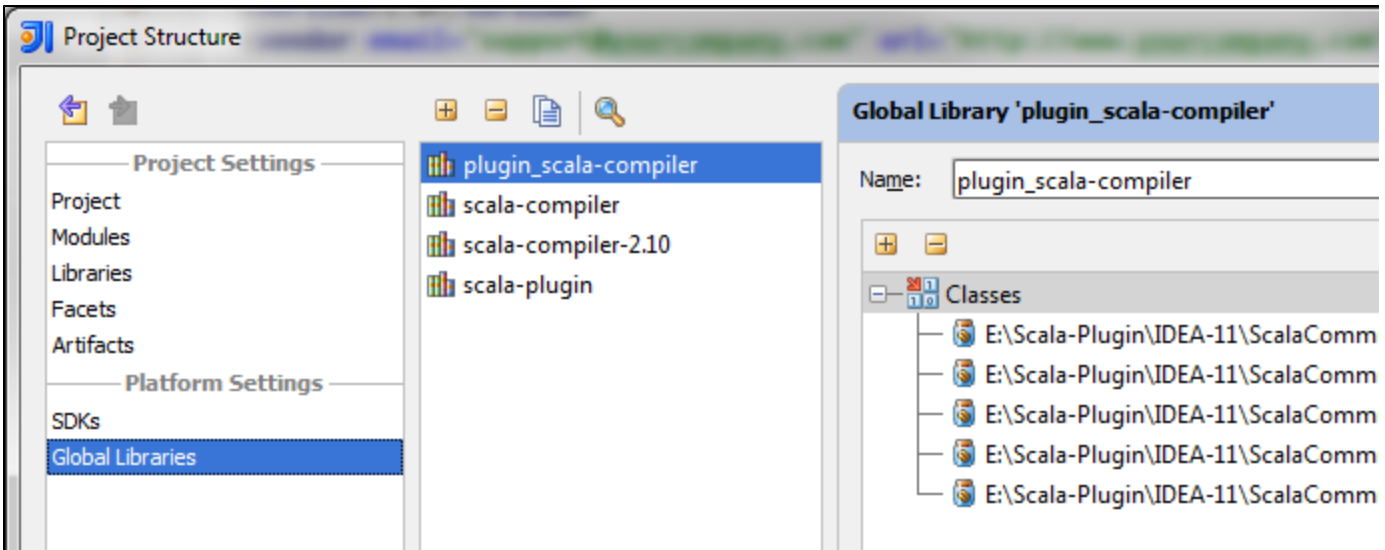 Project Structure
Project Settings
Project
Modules
Libraries
Facets
Artifacts
Platform Settings
SDKs
Global Libraries
plugin_scala-compiler
scala-compiler
scala-compiler-2.10
scala-plugin
Global Library 'plugin_scala-compiler'
Name: plugin_scala-compiler
Classes
E:\Scala-Plugin\IDEA-11\ScalaComm
E:\Scala-Plugin\IDEA-11\ScalaComm
E:\Scala-Plugin\IDEA-11\ScalaComm
E:\Scala-Plugin\IDEA-11\ScalaComm
E:\Scala-Plugin\IDEA-11\ScalaComm